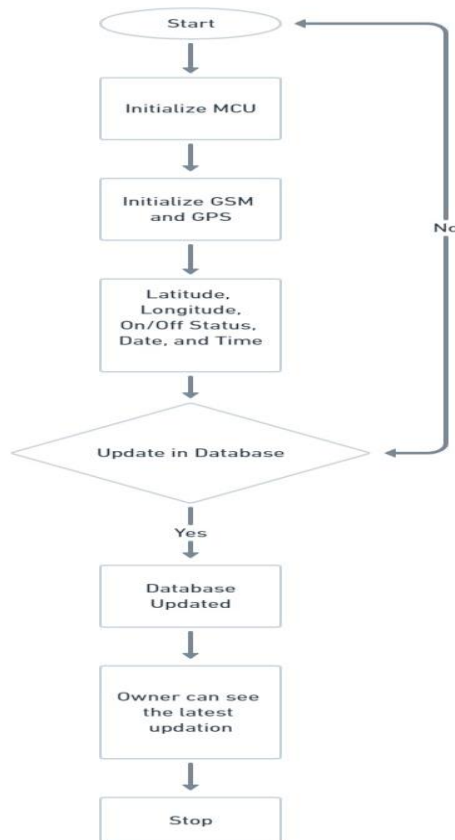 Start
Initialize MCU
Initialize GSM
and GPS
No
Latitude,
Longitude,
On/Off Status,
Date, and Time
Update in Database
Yes
Database
Updated
Owner can see
the latest
updation
Stop